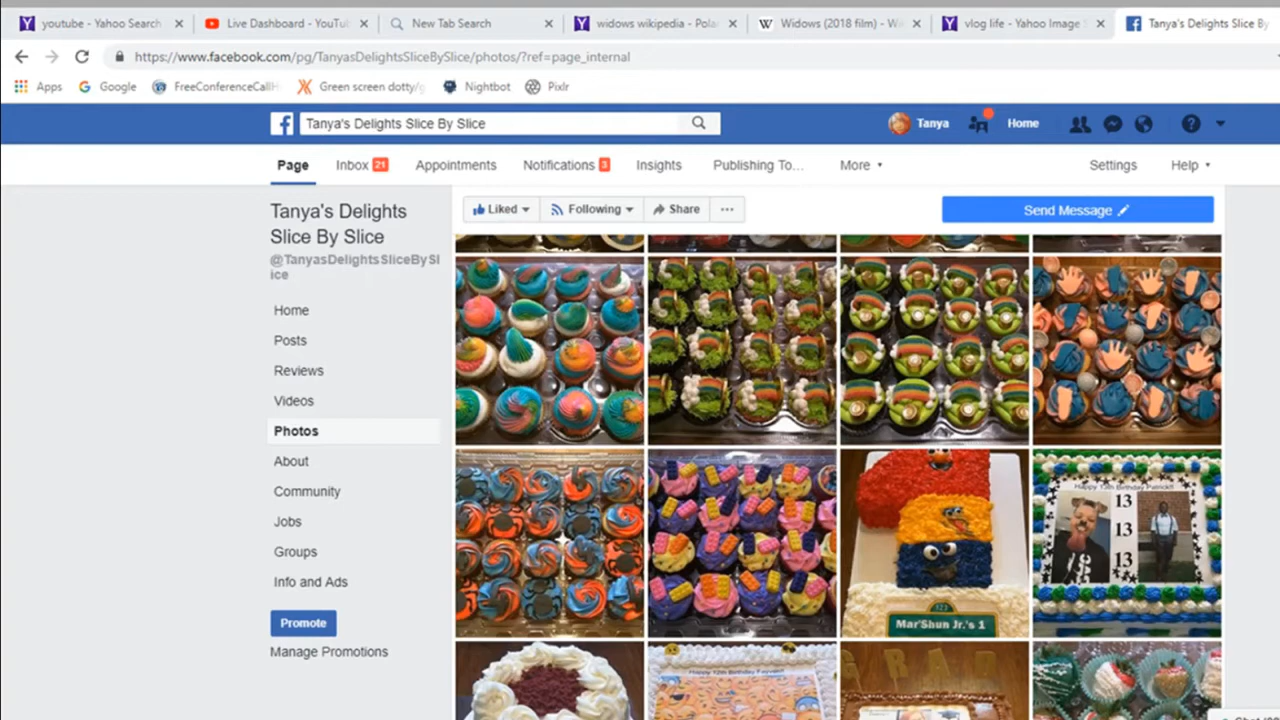 youtube - Yahoo Search
Live Dashboard - YouTu
New Tab Search
widows wikipedia - Pola
Widows (2018 film) - Wi
vlog life - Yahoo Image
Tanya's Delights Slice By
https://www.facebook.com/pg/TanyasDelightsSliceBySlice/photos/?ref=page_internal
Apps
Google
FreeConferenceCallH
Green screen dotty/g
Nightbot
Pixlr
Tanya's Delights Slice By Slice
Tanya
Home
Page
Inbox 21
Appointments
Notifications 3
Insights
Publishing To...
More
Settings
Help
Tanya's Delights
Slice By Slice
@TanyasDelightsSliceBySl
ice
Liked
Following
Share
...
Send Message
Home
Posts
Reviews
Videos
Photos
About
Community
Jobs
Groups
Info and Ads
Promote
Manage Promotions
Happy 13th Birthday Patrick!!
13
13
13
Mar'Shun Jr.'s 1
GRAD